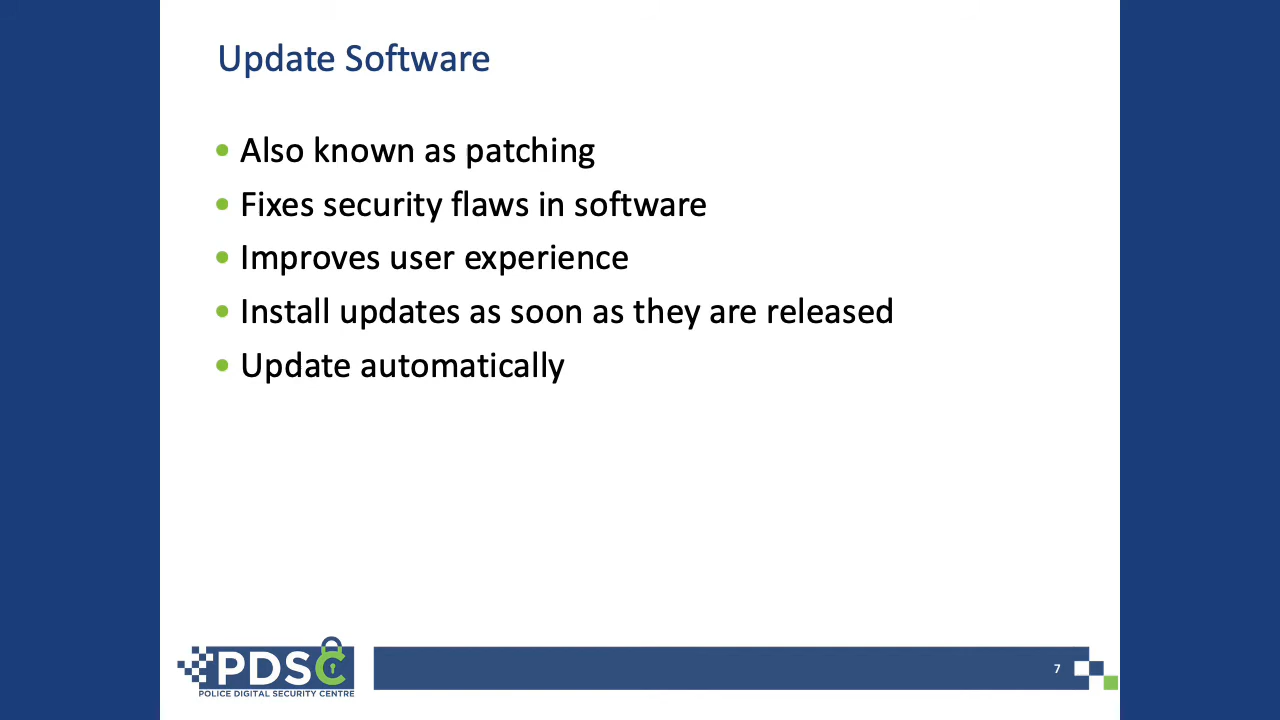 Update Software
• Also known as patching
• Fixes security flaws in software
• Improves user experience
• Install updates as soon as they are released
• Update automatically
PDSC
POLICE DIGITAL SECURITY CENTRE
7